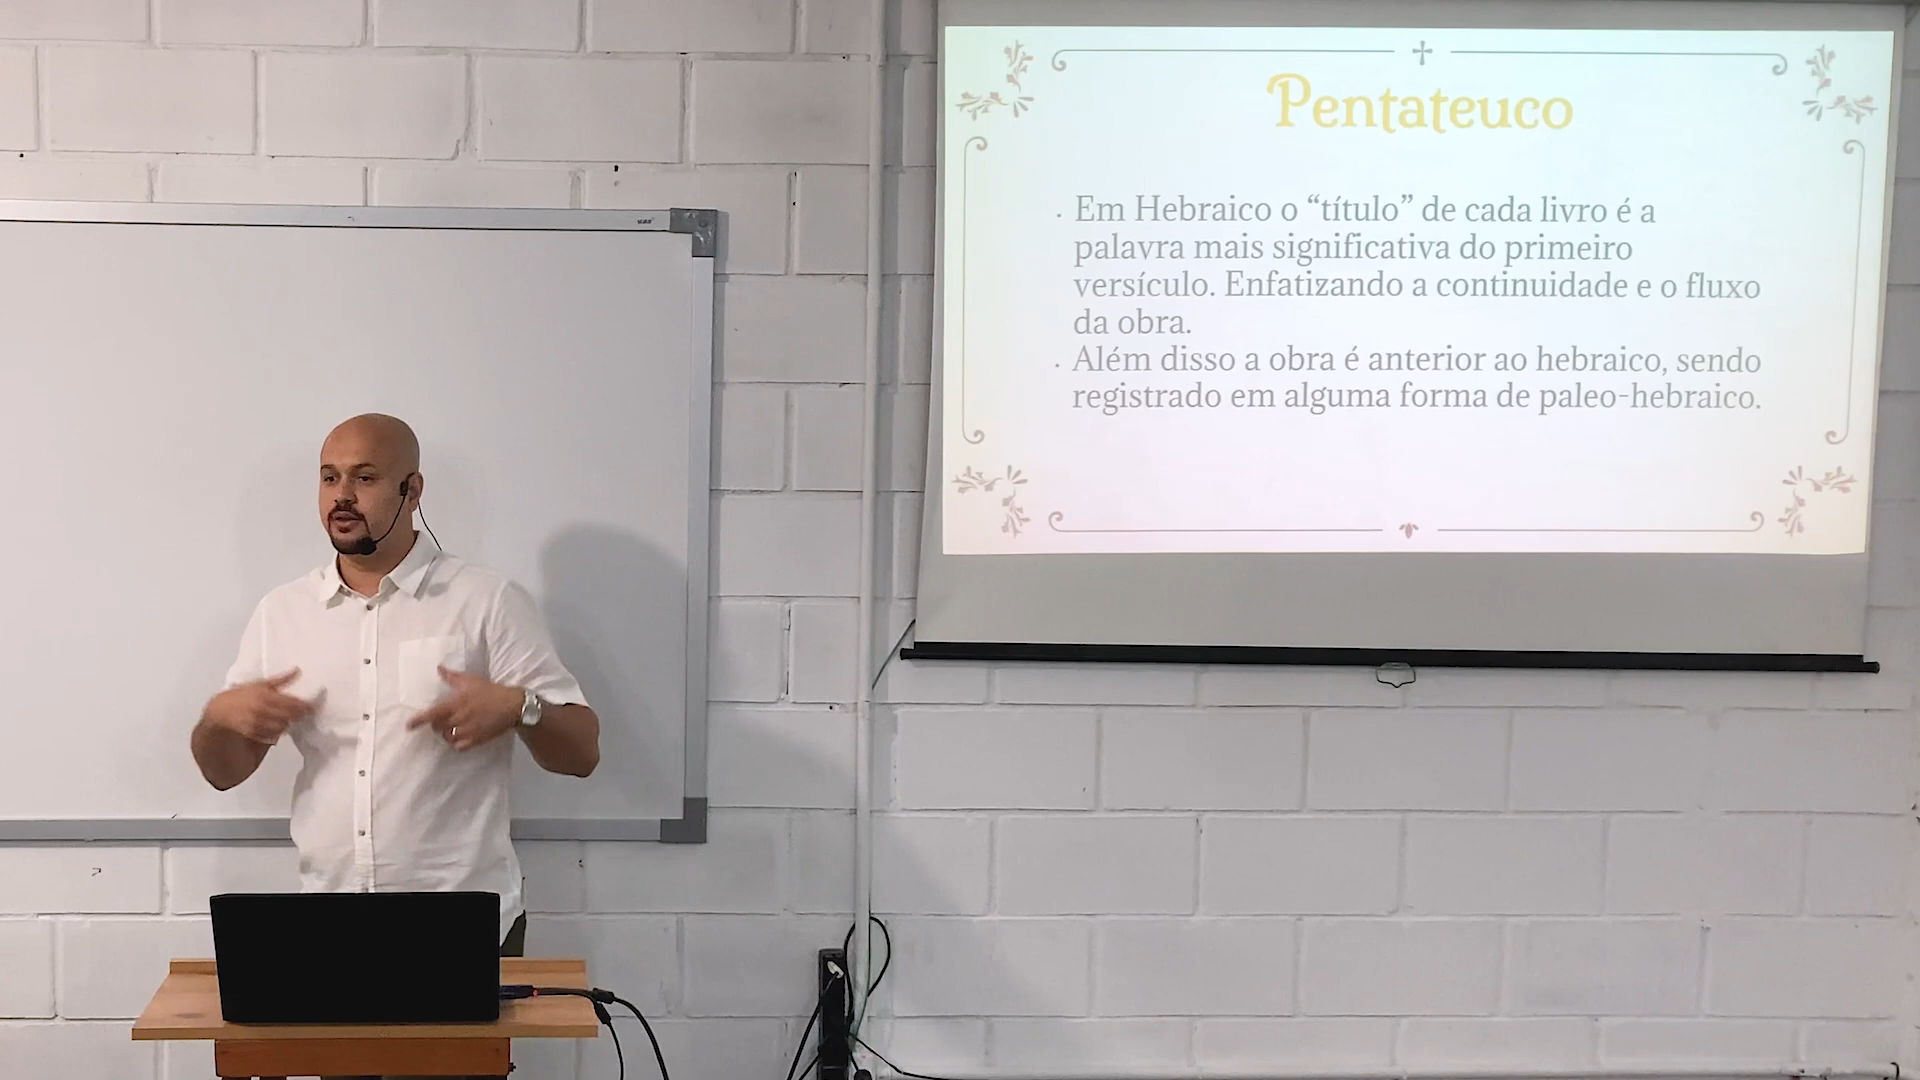 Pentateuco
· Em Hebraico o “título” de cada livro é a
palavra mais significativa do primeiro
versículo. Enfatizando a continuidade e o fluxo
da obra.
· Além disso a obra é anterior ao hebraico, sendo
registrado em alguma forma de paleo-hebraico.